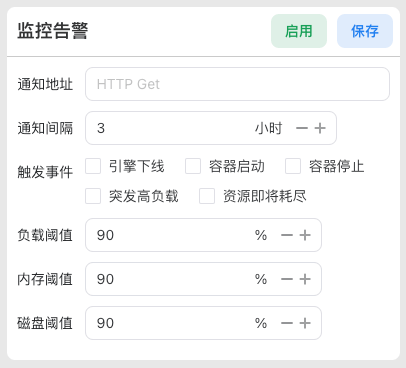 监控告警 启用 保存
通知地址 HTTP Get
通知间隔 3 小时
触发事件 引擎下线 容器启动 容器停止
突发高负载 资源即将耗尽
负载阈值 90 %
内存阈值 90 %
磁盘阈值 90 %